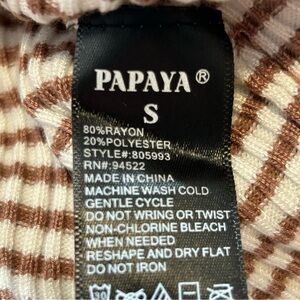 PAPAYA®
S
80%RAYON
20%POLYESTER
STYLE#:805993
RN#:94522
MADE IN CHINA
MACHINE WASH COLD
GENTLE CYCLE
DO NOT WRING OR TWIST
NON-CHLORINE BLEACH
WHEN NEEDED
RESHAPE AND DRY FLAT
DO NOT IRON
30